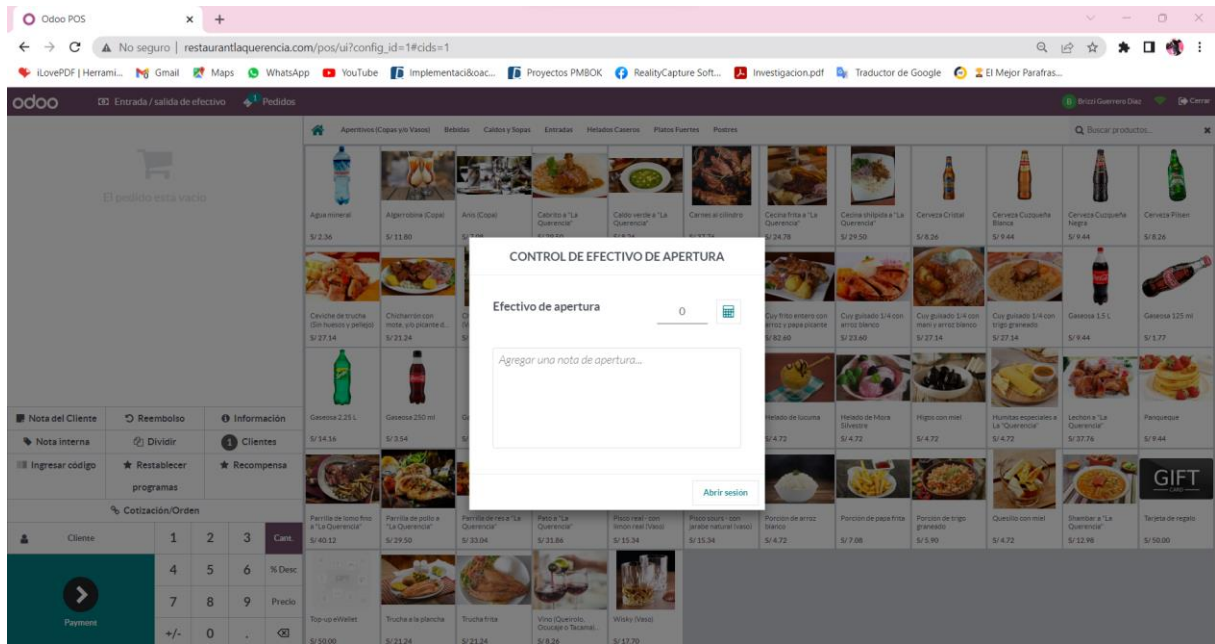 Odoo POS
No seguro | restaurantlaquerencia.com/pos/ui?config_id=1#cids=1
iLovePDF | Herrami... Gmail Maps WhatsApp YouTube Implementaci&oac... Proyectos PMBOK RealityCapture Soft... Investigacion.pdf Traductor de Google El Mejor Parafras...
odoo Entrada / salida de efectivo 1 Pedidos B Brizzi Guerrero Diaz Cerrar
Aperitivos (Copas y/o Vasos) Bebidas Caldos y Sopas Entradas Helados Caseros Platos Fuertes Postres Buscar productos...
El pedido esta vacío
Agua mineral
S/ 2.36
Algarrobina (Copa)
S/ 11.80
Anis (Copa)
Cabrito a "La Querencia"
Caldo verde a "La Querencia"
Carnes al cilindro
Cecina frita a "La Querencia"
S/ 24.78
Cecina shilpida a "La Querencia"
S/ 29.50
Cerveza Cristal
S/ 8.26
Cerveza Cuzqueña Blanca
S/ 9.44
Cerveza Cuzqueña Negra
S/ 9.44
Cerveza Pilsen
S/ 8.26
CONTROL DE EFECTIVO DE APERTURA
Efectivo de apertura 0
Agregar una nota de apertura...
Abrir sesión
Ceviche de trucha (Sin huesos y pellejo)
S/ 27.14
Chicharrón con mote, y/o picante d...
S/ 21.24
Cuy frito entero con arroz y papa picante
S/ 82.60
Cuy guisado 1/4 con arroz blanco
S/ 23.60
Cuy guisado 1/4 con mani y arroz blanco
S/ 27.14
Cuy guisado 1/4 con trigo graneado
S/ 27.14
Gaseosa 1.5 L
S/ 9.44
Gaseosa 125 ml
S/ 1.77
Gaseosa 2.25 L
S/ 14.16
Gaseosa 250 ml
S/ 3.54
Helado de lúcuma
S/ 4.72
Helado de Mora Silvestre
S/ 4.72
Higos con miel
S/ 4.72
Humitas especiales a La "Querencia"
S/ 4.72
Lechón a "La Querencia"
S/ 37.76
Panqueque
S/ 9.44
Parrilla de lomo fino a "La Querencia"
S/ 40.12
Parrilla de pollo a "La Querencia"
S/ 29.50
Parrilla de res a "La Querencia"
S/ 33.04
Pato a "La Querencia"
S/ 31.86
Pisco real - con limón real (Vaso)
S/ 15.34
Pisco sours - con jarabe natural (vaso)
S/ 15.34
Porción de arroz blanco
S/ 4.72
Porción de papa frita
S/ 7.08
Porción de trigo graneado
S/ 5.90
Quesillo con miel
S/ 4.72
Shambar a "La Querencia"
S/ 12.98
GIFT
CARD
Tarjeta de regalo
S/ 50.00
Top-up eWallet
S/ 50.00
Trucha a la plancha
S/ 21.24
Trucha frita
S/ 21.24
Vino (Queirolo, Ocucaje o Tacama)...
S/ 8.26
Wisky (Vaso)
S/ 17.70
Nota del Cliente Reembolso Información
Nota interna Dividir 1 Clientes
Ingresar código Restablecer programas Recompensa
Cotización/Orden
Cliente 1 2 3 Cant.
4 5 6 % Desc
7 8 9 Precio
Payment +/- 0 .